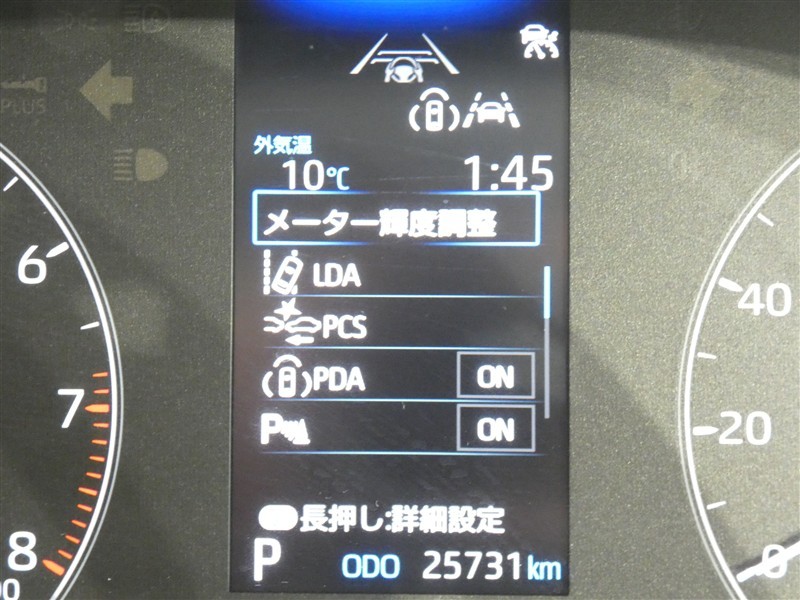 PLUS
外気温
10℃
1:45
メーター輝度調整
LDA
PCS
PDA ON
P ON
長押し:詳細設定
P ODO 25731km
6
7
8
40
20
0